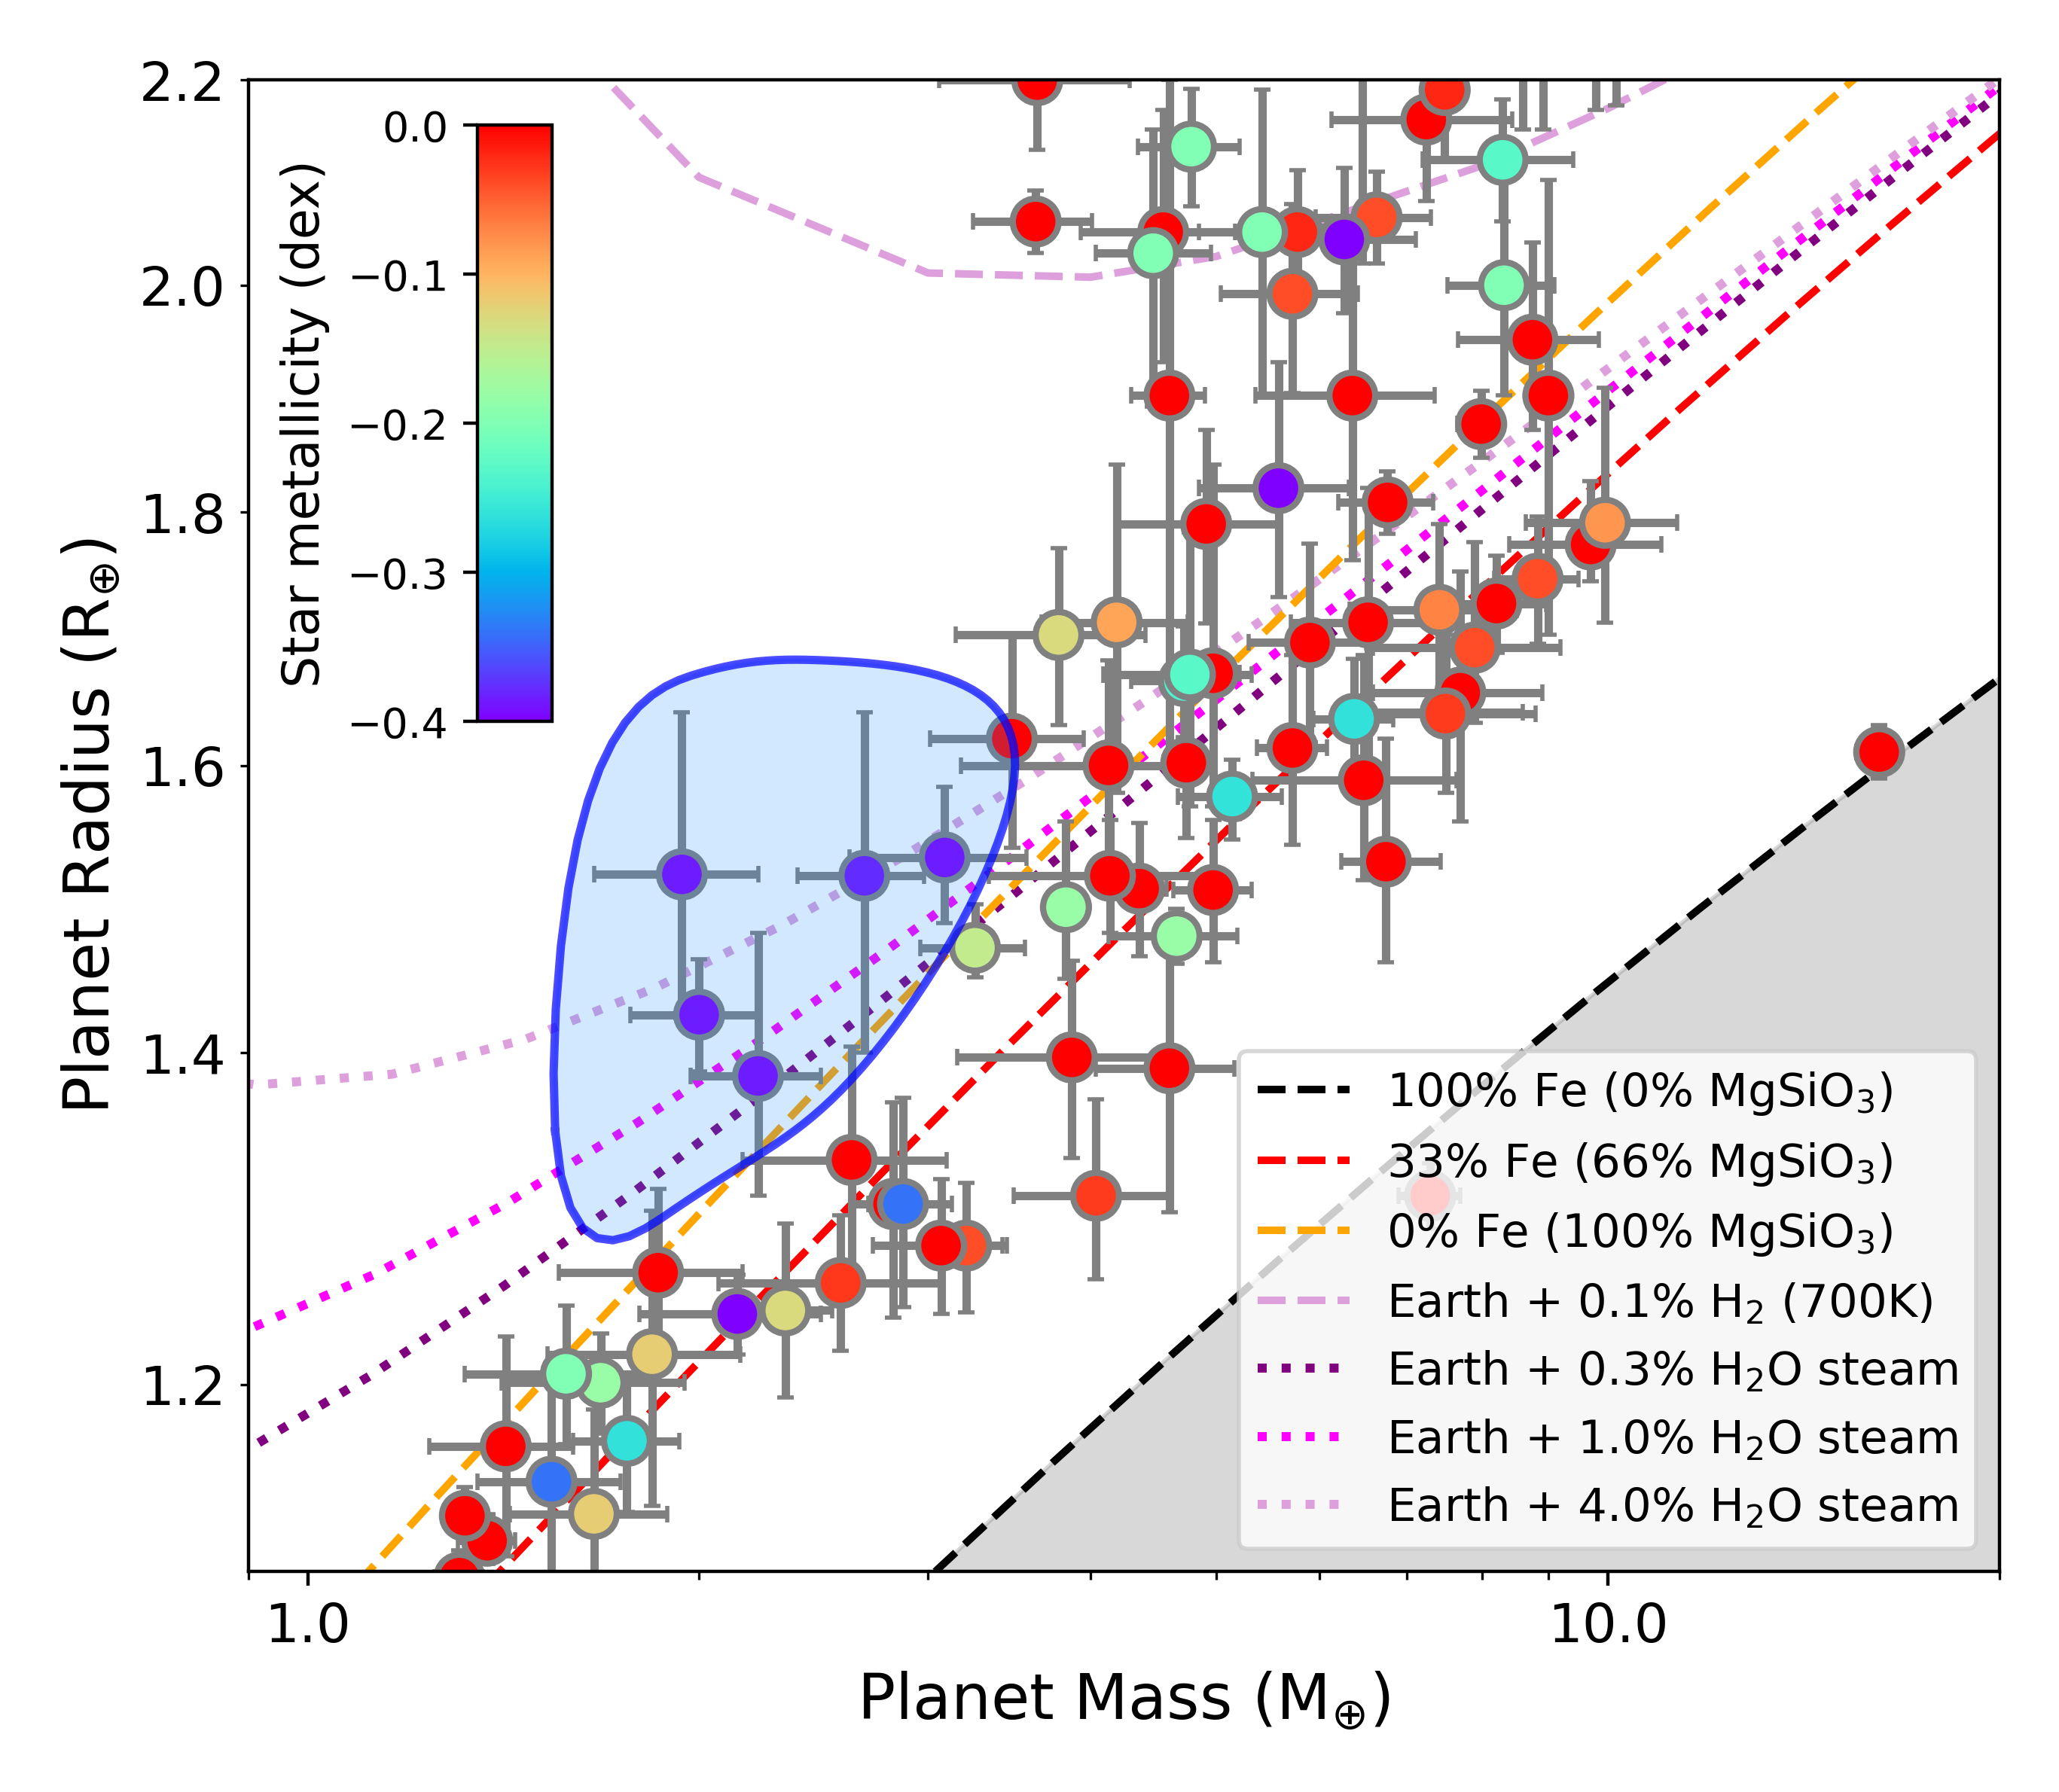 2.2
2.0
1.8
1.6
1.4
1.2
Planet Radius (R⊕)
Star metallicity (dex)
0.0
−0.1
−0.2
−0.3
−0.4
100% Fe (0% MgSiO₃)
33% Fe (66% MgSiO₃)
0% Fe (100% MgSiO₃)
Earth + 0.1% H₂ (700K)
Earth + 0.3% H₂O steam
Earth + 1.0% H₂O steam
Earth + 4.0% H₂O steam
1.0
10.0
Planet Mass (M⊕)